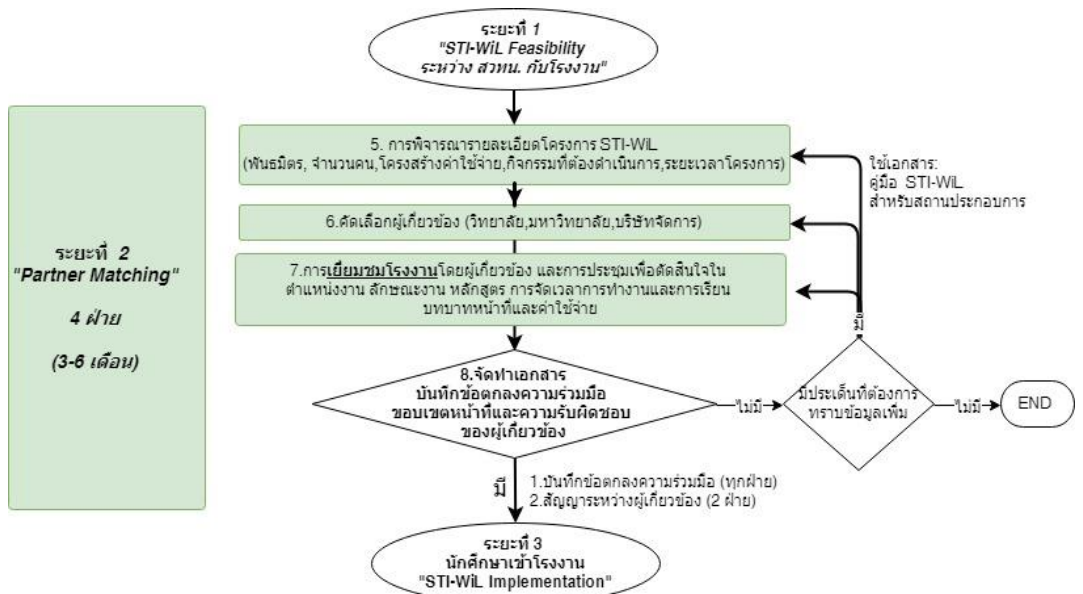 ระยะที่ 1
"STI-WiL Feasibility
ระหว่าง สวทน. กับโรงงาน"
ระยะที่ 2
"Partner Matching"
4 ฝ่าย
(3-6 เดือน)
5. การพิจารณารายละเอียดโครงการ STI-WiL
(พันธมิตร, จำนวนคน,โครงสร้างค่าใช้จ่าย,กิจกรรมที่ต้องดำเนินการ,ระยะเวลาโครงการ)
ใช้เอกสาร:
คู่มือ STI-WiL
สำหรับสถานประกอบการ
6.คัดเลือกผู้เกี่ยวข้อง (วิทยาลัย,มหาวิทยาลัย,บริษัทจัดการ)
7.การเยี่ยมชมโรงงานโดยผู้เกี่ยวข้อง และการประชุมเพื่อตัดสินใจใน
ตำแหน่งงาน ลักษณะงาน หลักสูตร การจัดเวลาการทำงานและการเรียน
บทบาทหน้าที่และค่าใช้จ่าย
มี
8.จัดทำเอกสาร
บันทึกข้อตกลงความร่วมมือ
ขอบเขตหน้าที่และความรับผิดชอบ
ของผู้เกี่ยวข้อง
ไม่มี
มีประเด็นที่ต้องการ
ทราบข้อมูลเพิ่ม
ไม่มี
END
มี
1.บันทึกข้อตกลงความร่วมมือ (ทุกฝ่าย)
2.สัญญาระหว่างผู้เกี่ยวข้อง (2 ฝ่าย)
ระยะที่ 3
นักศึกษาเข้าโรงงาน
"STI-WiL Implementation"